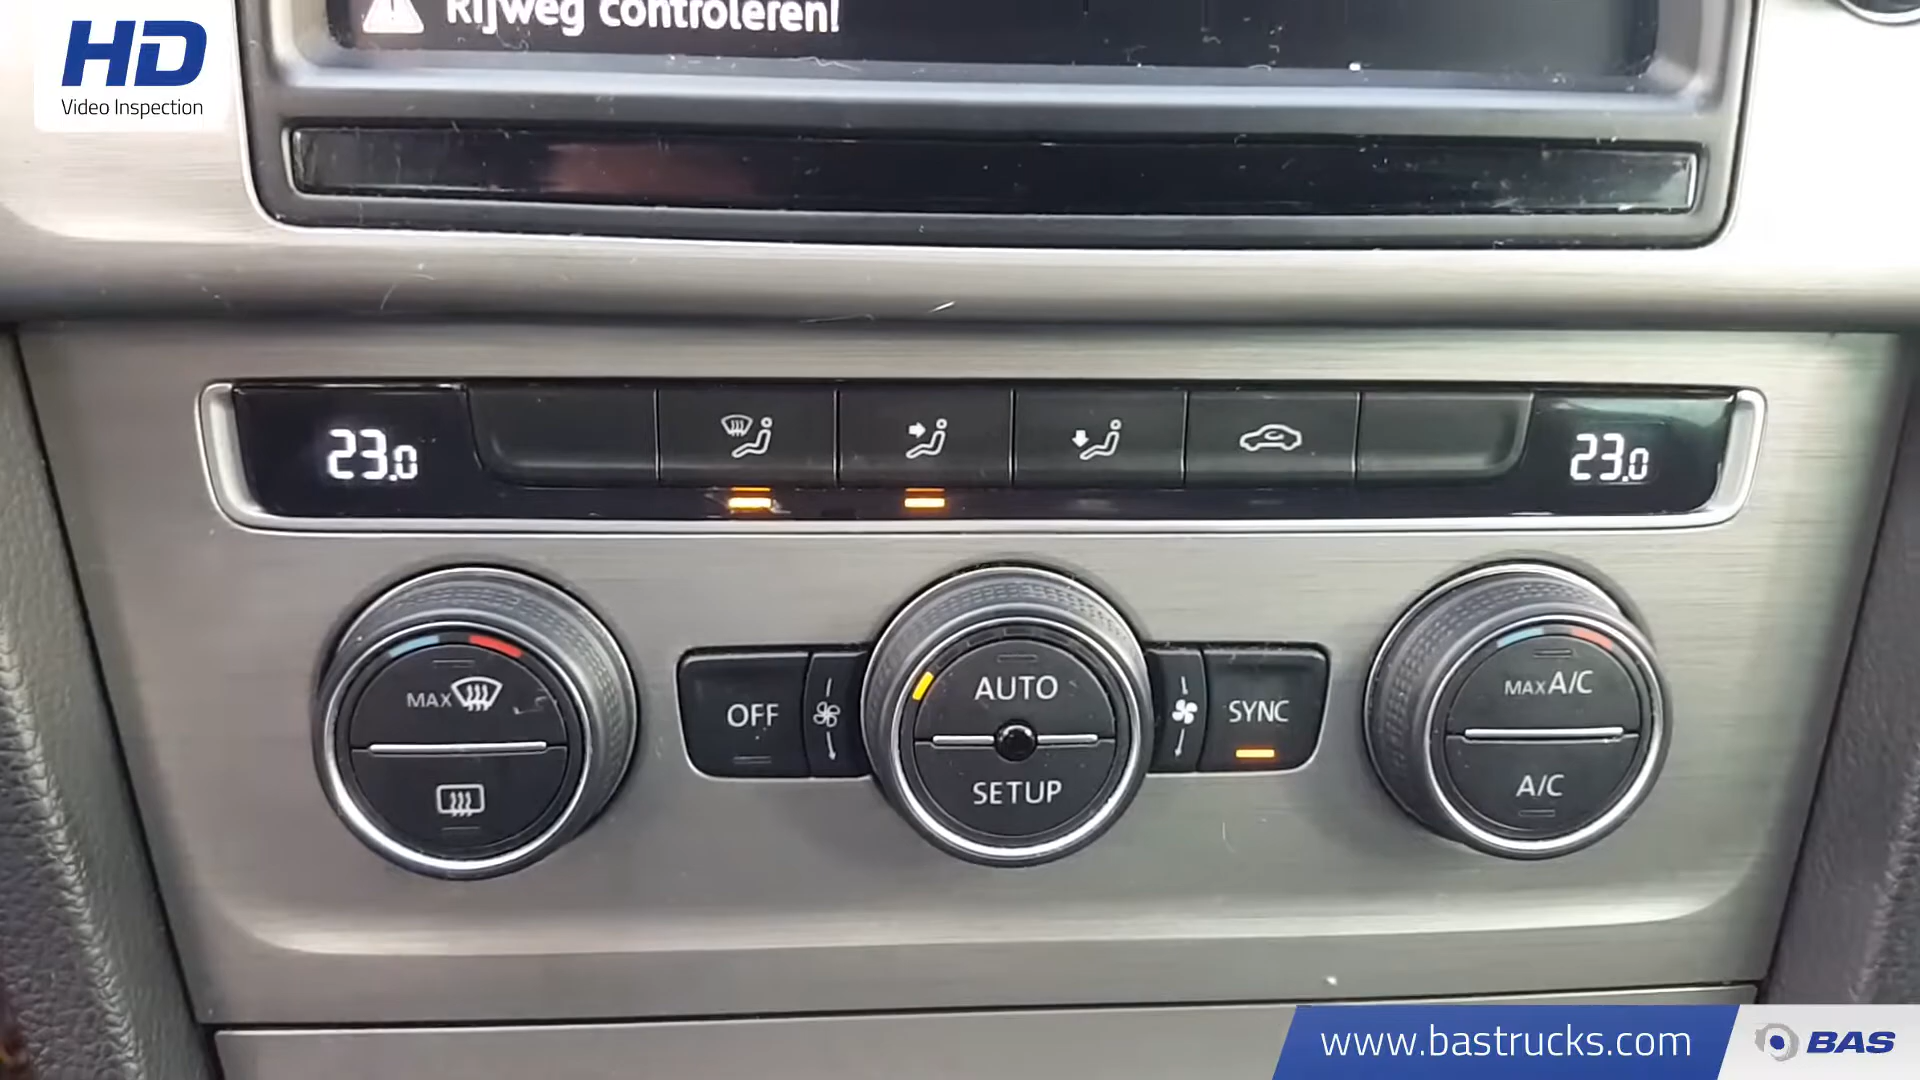 Rijweg controleren!
HD
Video Inspection
23.0
23.0
MAX
OFF
AUTO
SETUP
SYNC
MAX A/C
A/C
www.bastrucks.com
BAS